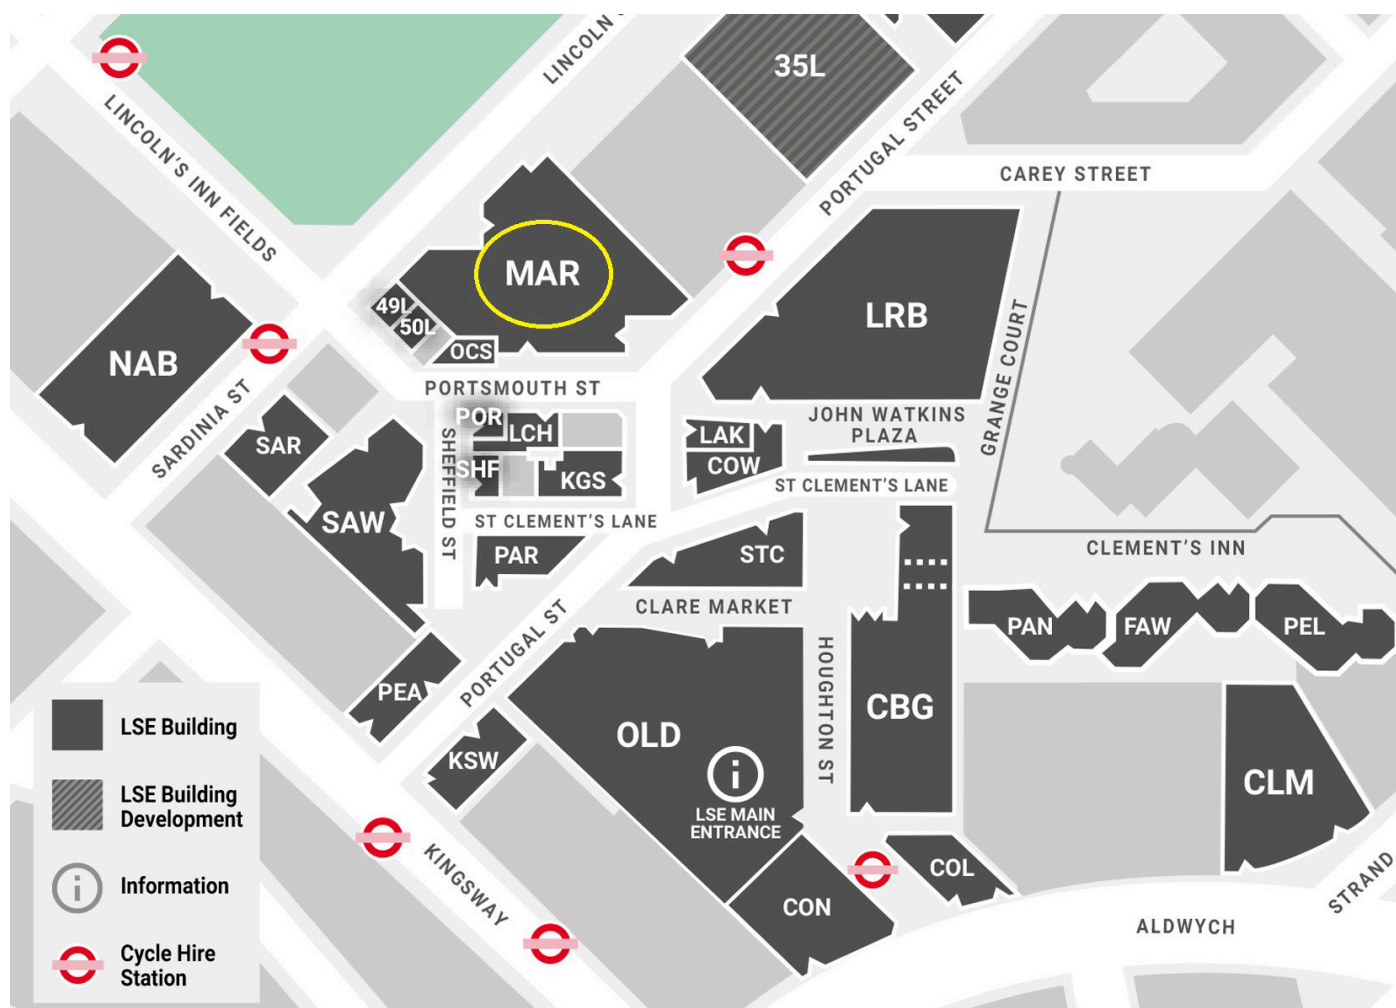 LINCOLN'S INN FIELDS
LINCOLN'S
35L
PORTUGAL STREET
CAREY STREET
MAR
49L
50L
OCS
LRB
GRANGE COURT
NAB
SARDINIA ST
PORTSMOUTH ST
SAR
SAW
SHEFFIELD ST
POR
LCH
SHF
KGS
LAK
COW
JOHN WATKINS
PLAZA
ST CLEMENT'S LANE
ST CLEMENT'S LANE
PAR
STC
CLEMENT'S INN
CLARE MARKET
PAN
FAW
PEL
PORTUGAL ST
HOUGHTON ST
PEA
KSW
OLD
LSE MAIN
ENTRANCE
CBG
CLM
CON
COL
KINGSWAY
ALDWYCH
STRAND
LSE Building
LSE Building
Development
Information
Cycle Hire
Station